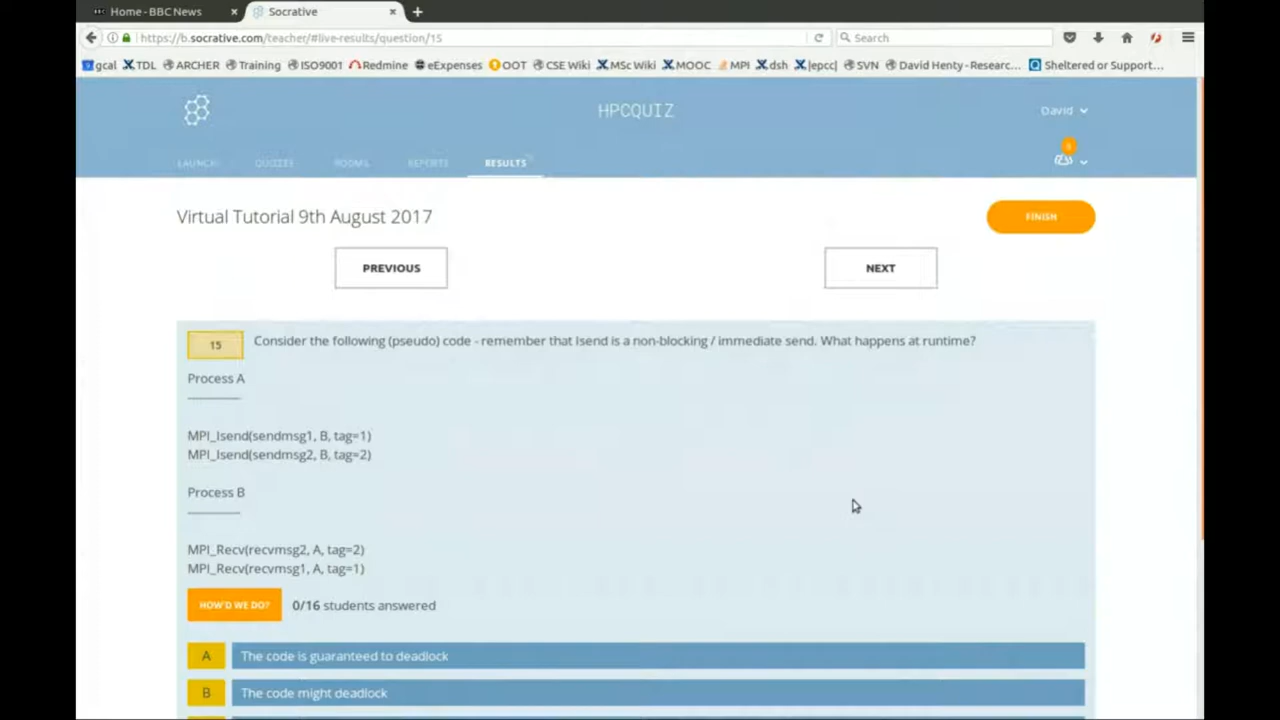 Home - BBC News
Socrative
https://b.socrative.com/teacher/#live-results/question/15
Search
gcal TDL ARCHER Training ISO9001 Redmine eExpenses OOT CSE Wiki MSc Wiki MOOC MPI dsh |epcc| SVN David Henty - Researc... Sheltered or Support...
HPCQUIZ
David
LAUNCH QUIZZES ROOMS REPORTS RESULTS
Virtual Tutorial 9th August 2017
FINISH
PREVIOUS
NEXT
15
Consider the following (pseudo) code - remember that Isend is a non-blocking / immediate send. What happens at runtime?
Process A
MPI_Isend(sendmsg1, B, tag=1)
MPI_Isend(sendmsg2, B, tag=2)
Process B
MPI_Recv(recvmsg2, A, tag=2)
MPI_Recv(recvmsg1, A, tag=1)
HOW'D WE DO?
0/16 students answered
A The code is guaranteed to deadlock
B The code might deadlock